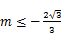 m ≤ − 2√3/3